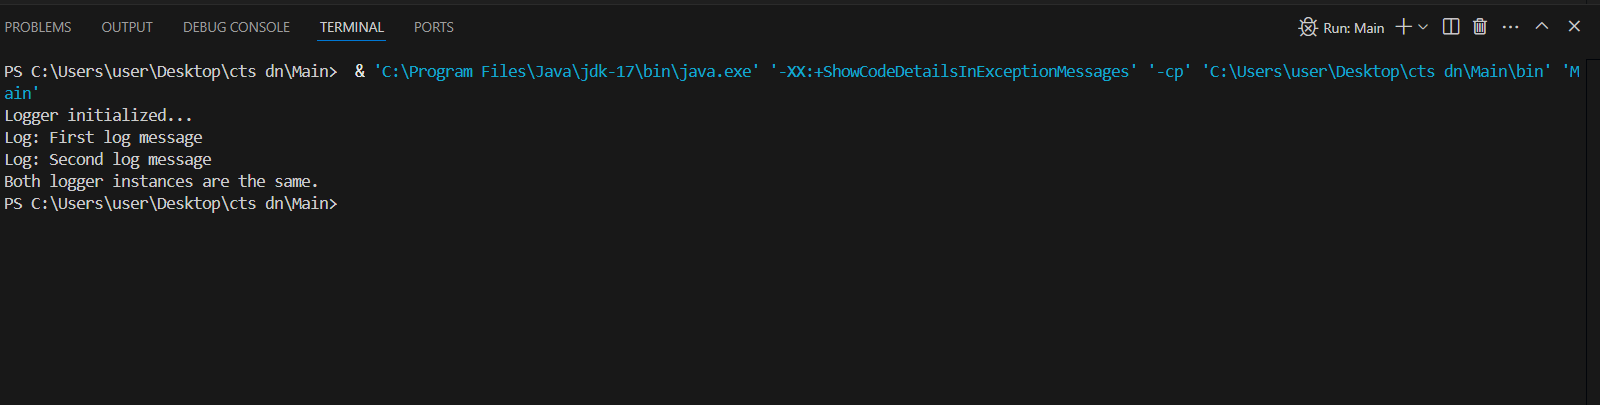 PROBLEMS OUTPUT DEBUG CONSOLE TERMINAL PORTS Run: Main
PS C:\Users\user\Desktop\cts dn\Main>  & 'C:\Program Files\Java\jdk-17\bin\java.exe' '-XX:+ShowCodeDetailsInExceptionMessages' '-cp' 'C:\Users\user\Desktop\cts dn\Main\bin' 'M
ain'
Logger initialized...
Log: First log message
Log: Second log message
Both logger instances are the same.
PS C:\Users\user\Desktop\cts dn\Main>